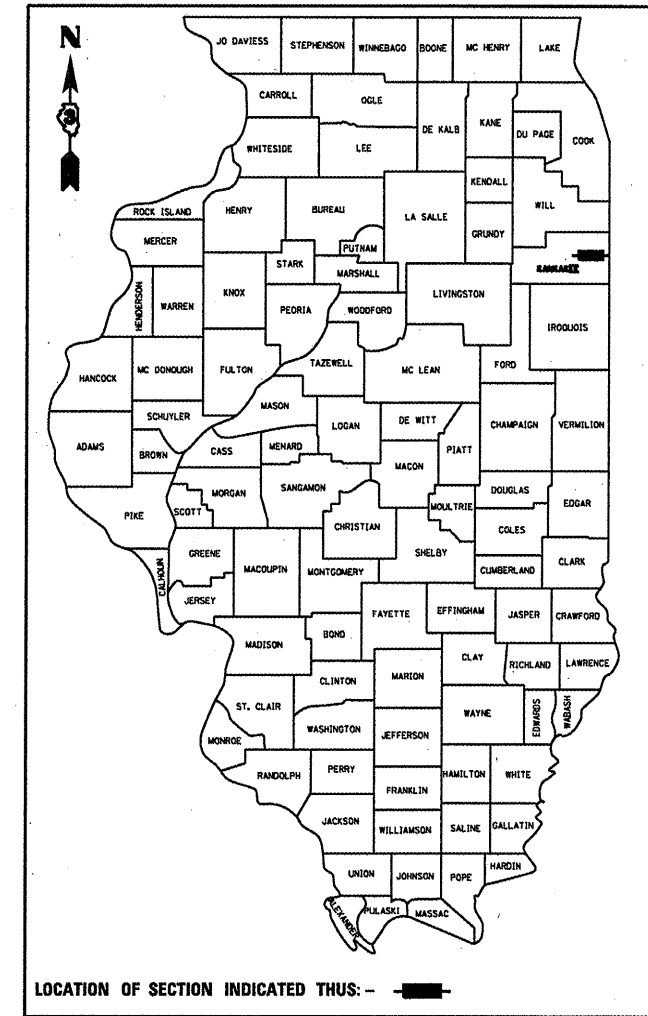 N
3
JO DAVIESS STEPHENSON WINNEBAGO BOONE MC HENRY LAKE
CARROLL OGLE DE KALB KANE DU PAGE COOK
WHITESIDE LEE KENDALL WILL
ROCK ISLAND HENRY BUREAU LA SALLE GRUNDY
MERCER PUTNAM
STARK MARSHALL KANKAKEE
HENDERSON WARREN KNOX PEORIA WOODFORD LIVINGSTON IROQUOIS
HANCOCK MC DONOUGH FULTON TAZEWELL MC LEAN FORD
SCHUYLER MASON LOGAN DE WITT CHAMPAIGN VERMILION
ADAMS BROWN CASS MENARD MACON PIATT
PIKE SCOTT MORGAN SANGAMON MOULTRIE DOUGLAS EDGAR
CHRISTIAN COLES
CALHOUN GREENE MACOUPIN MONTGOMERY SHELBY CUMBERLAND CLARK
JERSEY FAYETTE EFFINGHAM JASPER CRAWFORD
MADISON BOND CLAY RICHLAND LAWRENCE
CLINTON MARION
ST. CLAIR WAYNE EDWARDS WABASH
MONROE WASHINGTON JEFFERSON
RANDOLPH PERRY HAMILTON WHITE
FRANKLIN
JACKSON WILLIAMSON SALINE GALLATIN
UNION JOHNSON POPE HARDIN
ALEXANDER PULASKI MASSAC
LOCATION OF SECTION INDICATED THUS: -